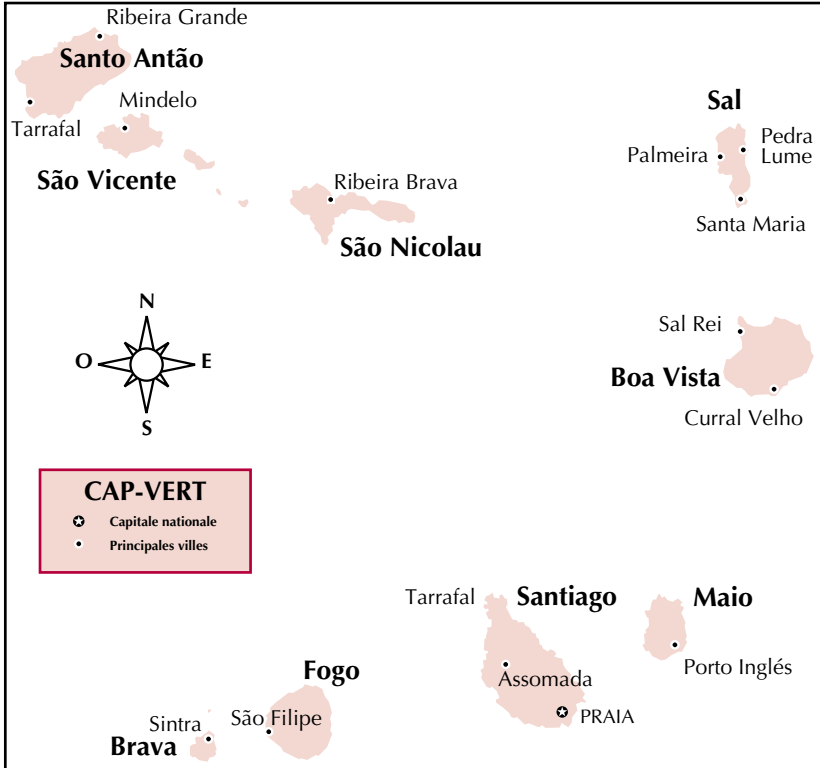 Ribeira Grande
Santo Antão
Tarrafal
Mindelo
São Vicente
Ribeira Brava
São Nicolau
Sal
Palmeira
Pedra
Lume
Santa Maria
Sal Rei
Boa Vista
Curral Velho
N
O
E
S
CAP-VERT
Capitale nationale
Principales villes
Tarrafal
Santiago
Assomada
PRAIA
Maio
Porto Inglés
Fogo
São Filipe
Sintra
Brava